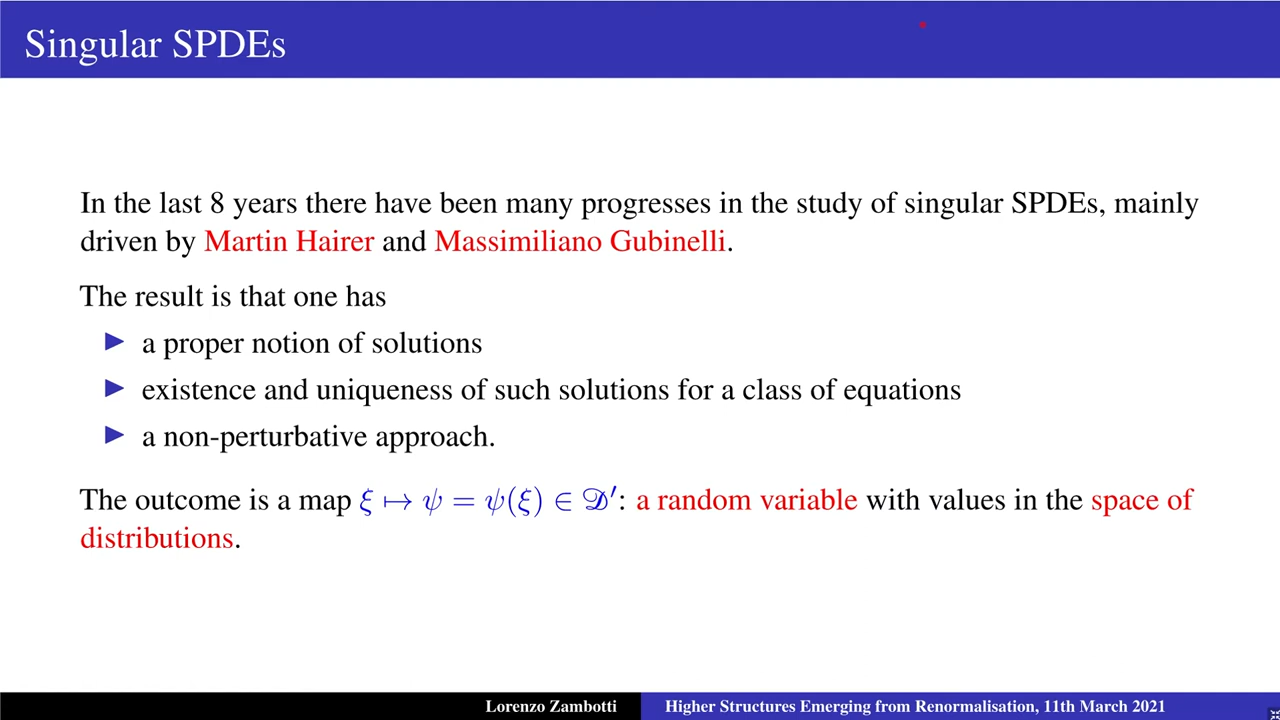 Singular SPDEs
In the last 8 years there have been many progresses in the study of singular SPDEs, mainly
driven by Martin Hairer and Massimiliano Gubinelli.
The result is that one has
▶ a proper notion of solutions
▶ existence and uniqueness of such solutions for a class of equations
▶ a non-perturbative approach.
The outcome is a map ξ ↦ ψ = ψ(ξ) ∈ 𝒟′: a random variable with values in the space of
distributions.
Lorenzo Zambotti
Higher Structures Emerging from Renormalisation, 11th March 2021